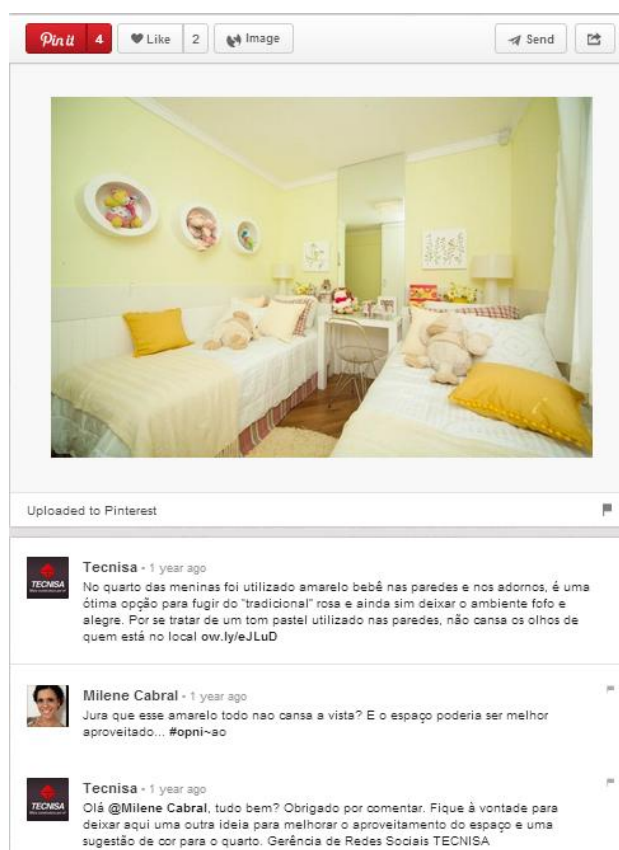 Pin it 4 Like 2 Image Send
Uploaded to Pinterest
Tecnisa • 1 year ago
No quarto das meninas foi utilizado amarelo bebê nas paredes e nos adornos, é uma
ótima opção para fugir do "tradicional" rosa e ainda sim deixar o ambiente fofo e
alegre. Por se tratar de um tom pastel utilizado nas paredes, não cansa os olhos de
quem está no local ow.ly/eJLuD
TECNISA
Milene Cabral • 1 year ago
Jura que esse amarelo todo nao cansa a vista? E o espaço poderia ser melhor
aproveitado... #opni~ao
Tecnisa • 1 year ago
Olá @Milene Cabral, tudo bem? Obrigado por comentar. Fique à vontade para
deixar aqui uma outra ideia para melhorar o aproveitamento do espaço e uma
sugestão de cor para o quarto. Gerência de Redes Sociais TECNISA
TECNISA